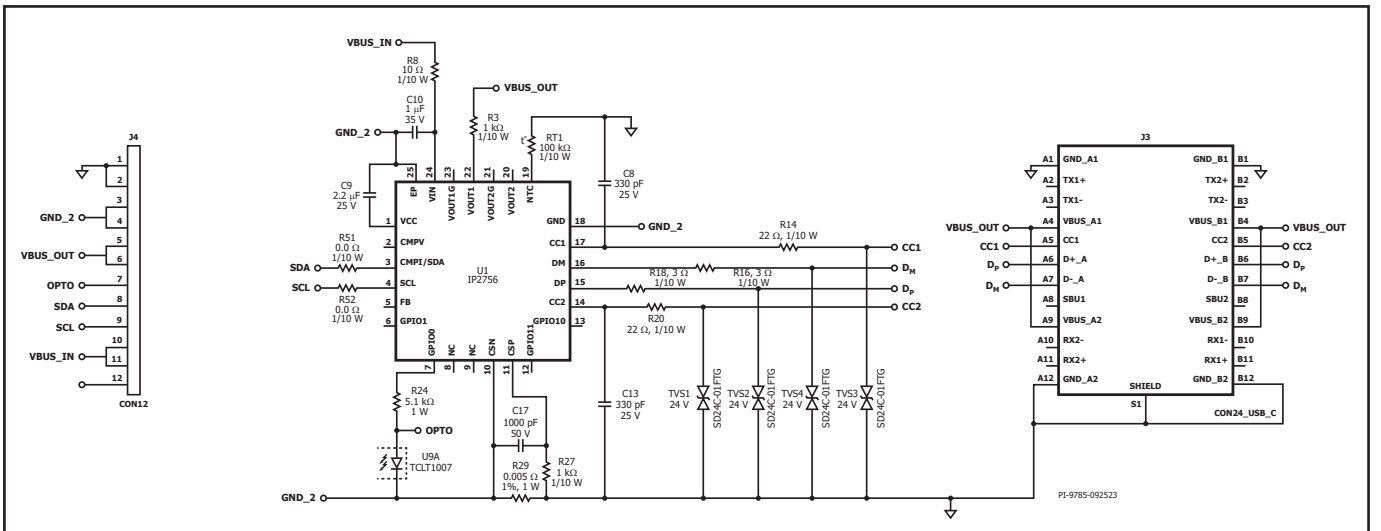 VBUS_IN
R8
10 Ω
1/10 W
C10
1 µF
35 V
VBUS_OUT
R3
1 kΩ
1/10 W
GND_2
t°
RT1
100 kΩ
1/10 W
C9
2.2 µF
25 V
25
24
23
22
21
20
19
EP
VIN
VOUT1G
VOUT1
VOUT2G
VOUT2
NTC
C8
330 pF
25 V
1
VCC
2
CMPV
3
CMPI/SDA
4
SCL
5
FB
6
GPIO1
U1
IP2756
GND
18
GND_2
CC1
17
DM
16
DP
15
CC2
14
GPIO10
13
GPIO0
NC
NC
CSN
CSP
GPIO11
7
8
9
10
11
12
SDA
R51
0.0 Ω
1/10 W
SCL
R52
0.0 Ω
1/10 W
R14
22 Ω, 1/10 W
CC1
R18, 3 Ω
1/10 W
R16, 3 Ω
1/10 W
DM
DP
R20
22 Ω, 1/10 W
CC2
R24
5.1 kΩ
1 W
OPTO
U9A
TCLT1007
C17
1000 pF
50 V
R29
0.005 Ω
1%, 1 W
R27
1 kΩ
1/10 W
GND_2
C13
330 pF
25 V
TVS1
24 V
SD24C-01FTG
TVS2
24 V
SD24C-01FTG
TVS4
24 V
SD24C-01FTG
TVS3
24 V
SD24C-01FTG
J4
1
2
3
GND_2
4
5
VBUS_OUT
6
OPTO
7
SDA
8
SCL
9
10
VBUS_IN
11
12
CON12
J3
A1 GND_A1 GND_B1 B1
A2 TX1+ TX2+ B2
A3 TX1- TX2- B3
VBUS_OUT A4 VBUS_A1 VBUS_B1 B4 VBUS_OUT
CC1 A5 CC1 CC2 B5 CC2
DP A6 D+_A D+_B B6 DP
DM A7 D-_A D-_B B7 DM
A8 SBU1 SBU2 B8
A9 VBUS_A2 VBUS_B2 B9
A10 RX2- RX1- B10
A11 RX2+ RX1+ B11
A12 GND_A2 GND_B2 B12
SHIELD
S1
CON24_USB_C
PI-9785-092523